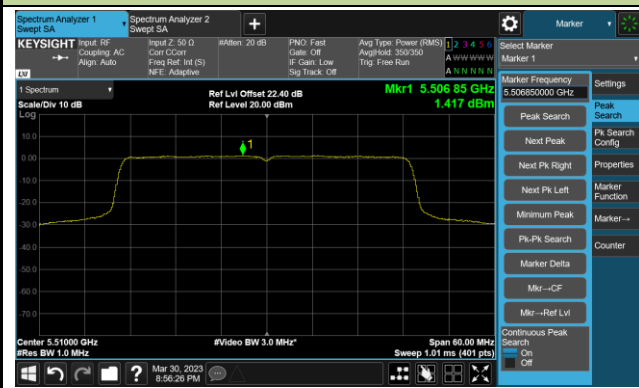 Spectrum Analyzer 1
Swept SA
Spectrum Analyzer 2
Swept SA
+
Marker
KEYSIGHT
Input: RF
Coupling: AC
Align: Auto
Input Z: 50 Ω
Corr CCorr
Freq Ref: Int (S)
NFE: Adaptive
#Atten: 20 dB
PNO: Fast
Gate: Off
IF Gain: Low
Sig Track: Off
Avg Type: Power (RMS)
Avg|Hold: 350/350
Trig: Free Run
1 2 3 4 5 6
A W W W W W
A N N N N N
LXI
Select Marker
Marker 1
1 Spectrum
Scale/Div 10 dB
Log
Ref Lvl Offset 22.40 dB
Ref Level 20.00 dBm
Mkr1 5.506 85 GHz
1.417 dBm
10.0
0.00
-10.0
-20.0
-30.0
-40.0
-50.0
-60.0
-70.0
1
Center 5.51000 GHz
#Res BW 1.0 MHz
#Video BW 3.0 MHz*
Span 60.00 MHz
Sweep 1.01 ms (401 pts)
Marker Frequency
5.506850000 GHz
Peak Search
Next Peak
Next Pk Right
Next Pk Left
Minimum Peak
Pk-Pk Search
Marker Delta
Mkr→CF
Mkr→Ref Lvl
Continuous Peak
Search
On
Off
Settings
Peak
Search
Pk Search
Config
Properties
Marker
Function
Marker→
Counter
?
Mar 30, 2023
8:56:26 PM